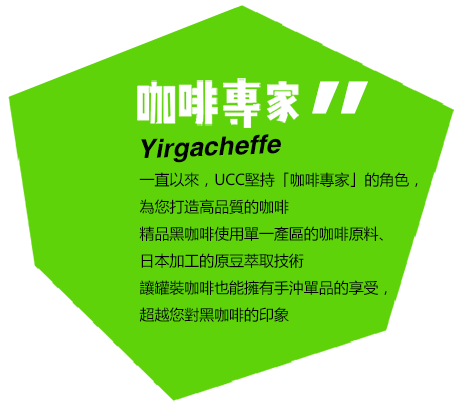 咖啡專家
Yirgacheffe
一直以來，UCC堅持「咖啡專家」的角色，
為您打造高品質的咖啡
精品黑咖啡使用單一產區的咖啡原料、
日本加工的原豆萃取技術
讓罐裝咖啡也能擁有手沖單品的享受，
超越您對黑咖啡的印象